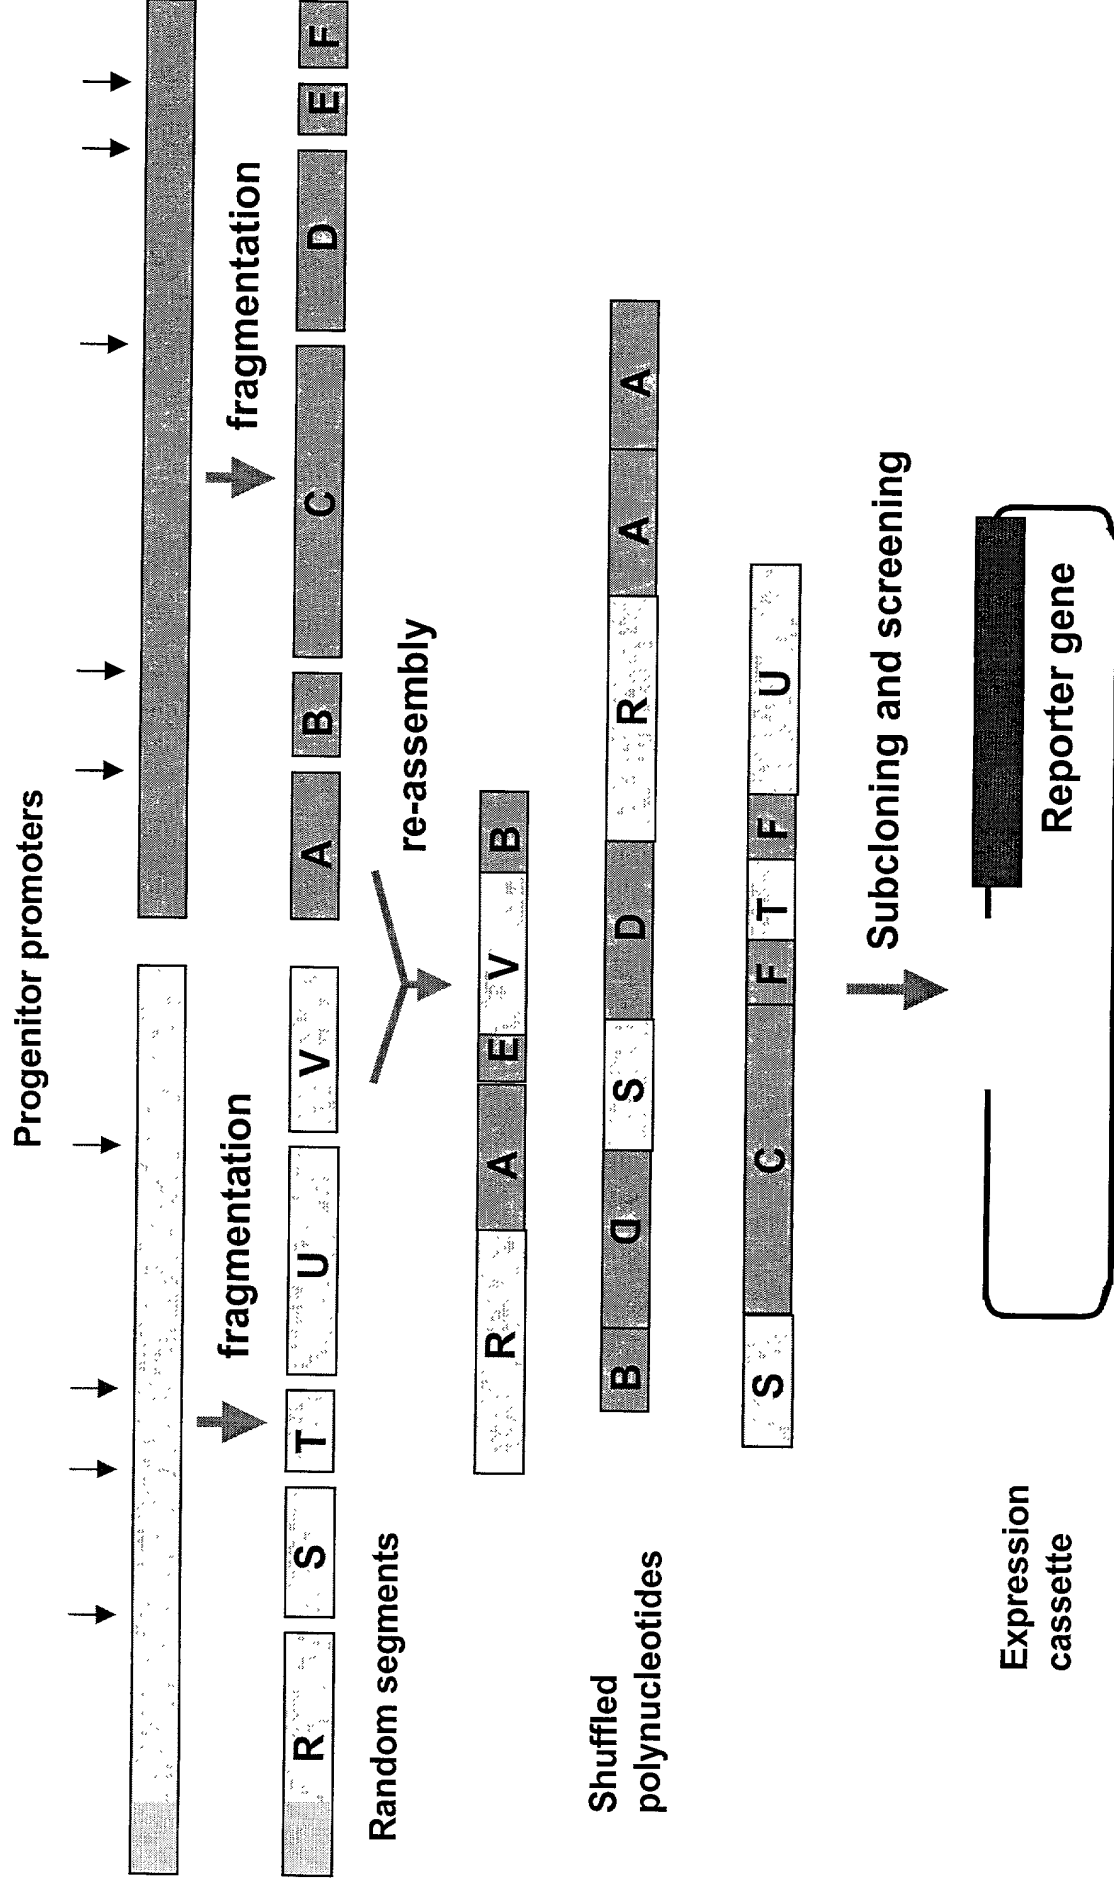 Progenitor promoters
fragmentation
fragmentation
R S T U V A B C D E F
Random segments
re-assembly
R A E V B
Shuffled
polynucleotides
B D S D R A A
S C F T F U
Subcloning and screening
Expression
cassette
Reporter gene